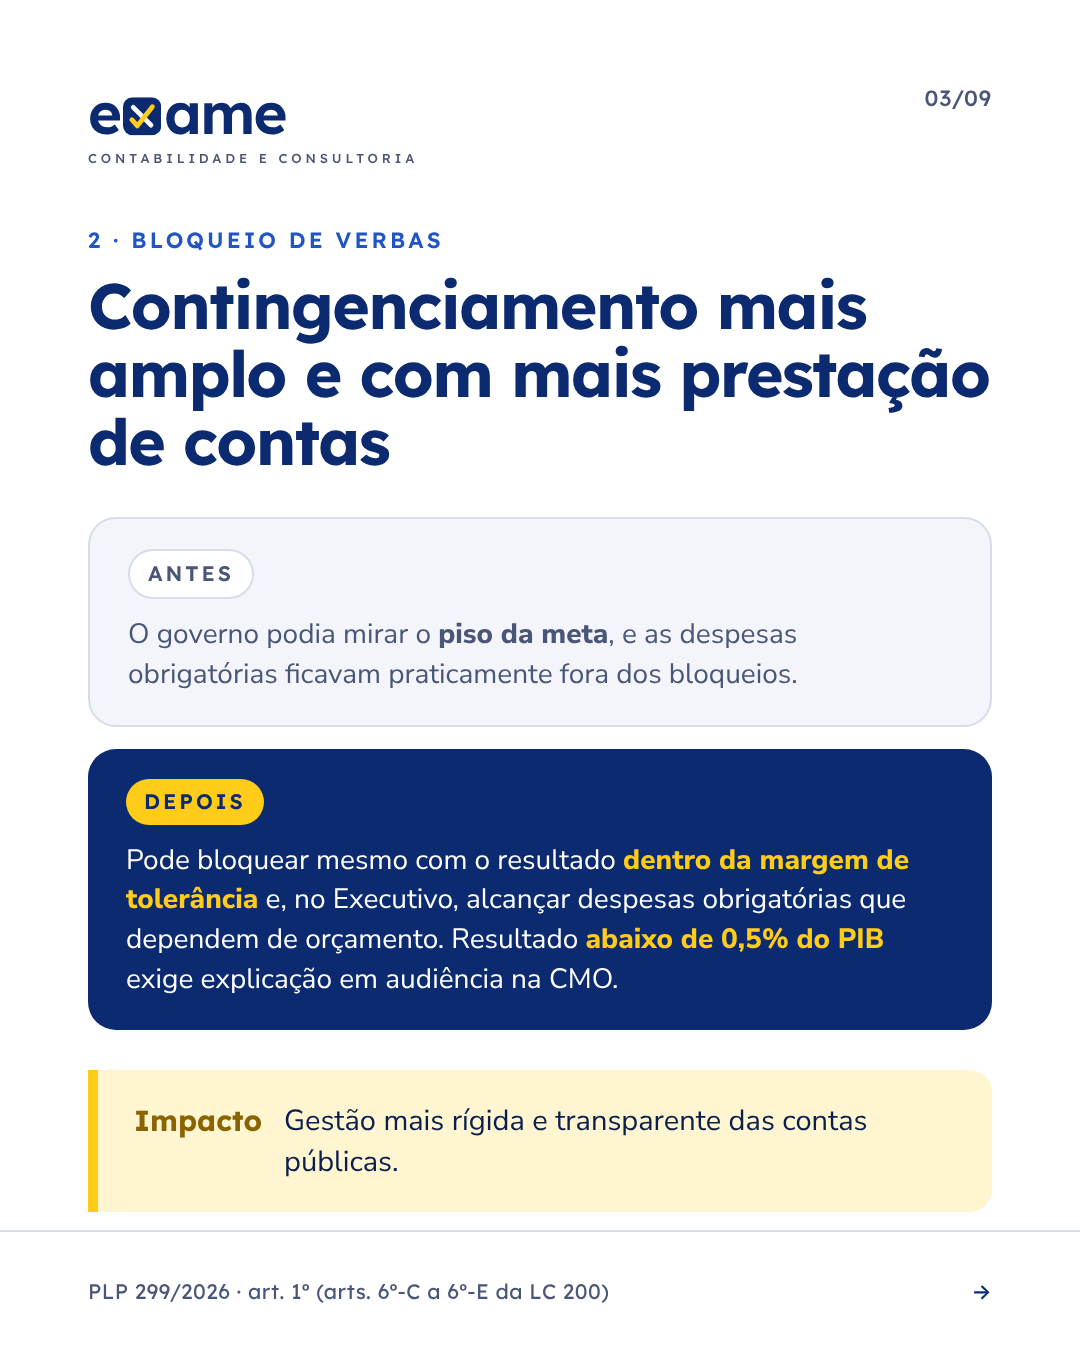 exame
03/09
CONTABILIDADE E CONSULTORIA
2 · BLOQUEIO DE VERBAS
Contingenciamento mais
amplo e com mais prestação
de contas
ANTES
O governo podia mirar o piso da meta, e as despesas
obrigatórias ficavam praticamente fora dos bloqueios.
DEPOIS
Pode bloquear mesmo com o resultado dentro da margem de
tolerância e, no Executivo, alcançar despesas obrigatórias que
dependem de orçamento. Resultado abaixo de 0,5% do PIB
exige explicação em audiência na CMO.
Impacto Gestão mais rígida e transparente das contas
públicas.
PLP 299/2026 · art. 1º (arts. 6º-C a 6º-E da LC 200) →